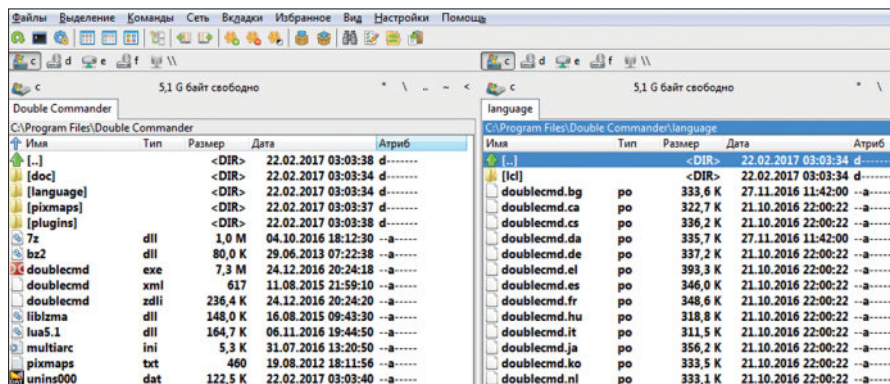 Файлы Выделение Команды Сеть Вкладки Избранное Вид Настройки Помощь
c d e f \\
c 5,1 G байт свободно * \ .. ~ <
Double Commander
C:\Program Files\Double Commander
Имя Тип Размер Дата Атриб
[..] <DIR> 22.02.2017 03:03:38 d-------
[doc] <DIR> 22.02.2017 03:03:34 d-------
[language] <DIR> 22.02.2017 03:03:34 d-------
[pixmaps] <DIR> 22.02.2017 03:03:37 d-------
[plugins] <DIR> 22.02.2017 03:03:38 d-------
7z dll 1,0 M 04.10.2016 18:12:30 --a-----
bz2 dll 80,0 K 29.06.2013 07:22:38 --a-----
doublecmd exe 7,3 M 24.12.2016 20:24:18 --a-----
doublecmd xml 617 11.08.2015 21:59:10 --a-----
doublecmd zdli 236,4 K 24.12.2016 20:24:20 --a-----
liblzma dll 148,0 K 16.08.2015 09:43:30 --a-----
lua5.1 dll 164,7 K 06.11.2016 19:44:50 --a-----
multiarc ini 5,3 K 31.07.2016 13:20:50 --a-----
pixmaps txt 460 19.08.2012 18:11:56 --a-----
unins000 dat 122,5 K 22.02.2017 03:03:40 --a-----
c d e f \\
c 5,1 G байт свободно * \
language
C:\Program Files\Double Commander\language
Имя Тип Размер Дата Атриб
[..] <DIR> 22.02.2017 03:03:34 d-------
[lcl] <DIR> 22.02.2017 03:03:34 d-------
doublecmd.bg po 333,6 K 27.11.2016 11:42:00 --a-----
doublecmd.ca po 322,7 K 21.10.2016 22:00:22 --a-----
doublecmd.cs po 336,2 K 21.10.2016 22:00:22 --a-----
doublecmd.da po 335,7 K 27.11.2016 11:42:00 --a-----
doublecmd.de po 337,2 K 21.10.2016 22:00:22 --a-----
doublecmd.el po 393,3 K 21.10.2016 22:00:22 --a-----
doublecmd.es po 346,0 K 21.10.2016 22:00:22 --a-----
doublecmd.fr po 348,6 K 21.10.2016 22:00:22 --a-----
doublecmd.hu po 318,8 K 21.10.2016 22:00:22 --a-----
doublecmd.it po 311,5 K 21.10.2016 22:00:22 --a-----
doublecmd.ja po 356,2 K 21.10.2016 22:00:22 --a-----
doublecmd.ko po 333,5 K 21.10.2016 22:00:22 --a-----
doublecmd.nl po 333,1 K 21.10.2016 22:00:22 --a-----